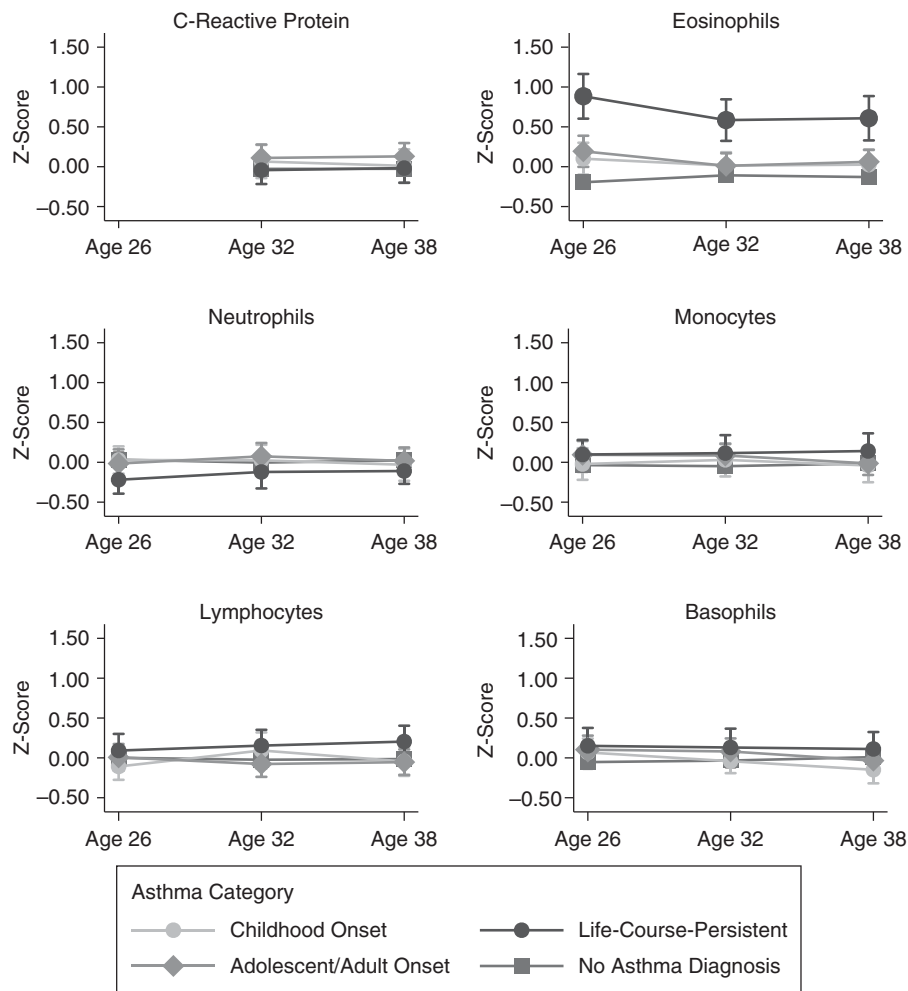 C-Reactive Protein
Z-Score
1.50
1.00
0.50
0.00
–0.50
Age 26
Age 32
Age 38
Eosinophils
Z-Score
1.50
1.00
0.50
0.00
–0.50
Age 26
Age 32
Age 38
Neutrophils
Z-Score
1.50
1.00
0.50
0.00
–0.50
Age 26
Age 32
Age 38
Monocytes
Z-Score
1.50
1.00
0.50
0.00
–0.50
Age 26
Age 32
Age 38
Lymphocytes
Z-Score
1.50
1.00
0.50
0.00
–0.50
Age 26
Age 32
Age 38
Basophils
Z-Score
1.50
1.00
0.50
0.00
–0.50
Age 26
Age 32
Age 38
Asthma Category
Childhood Onset
Life-Course-Persistent
Adolescent/Adult Onset
No Asthma Diagnosis